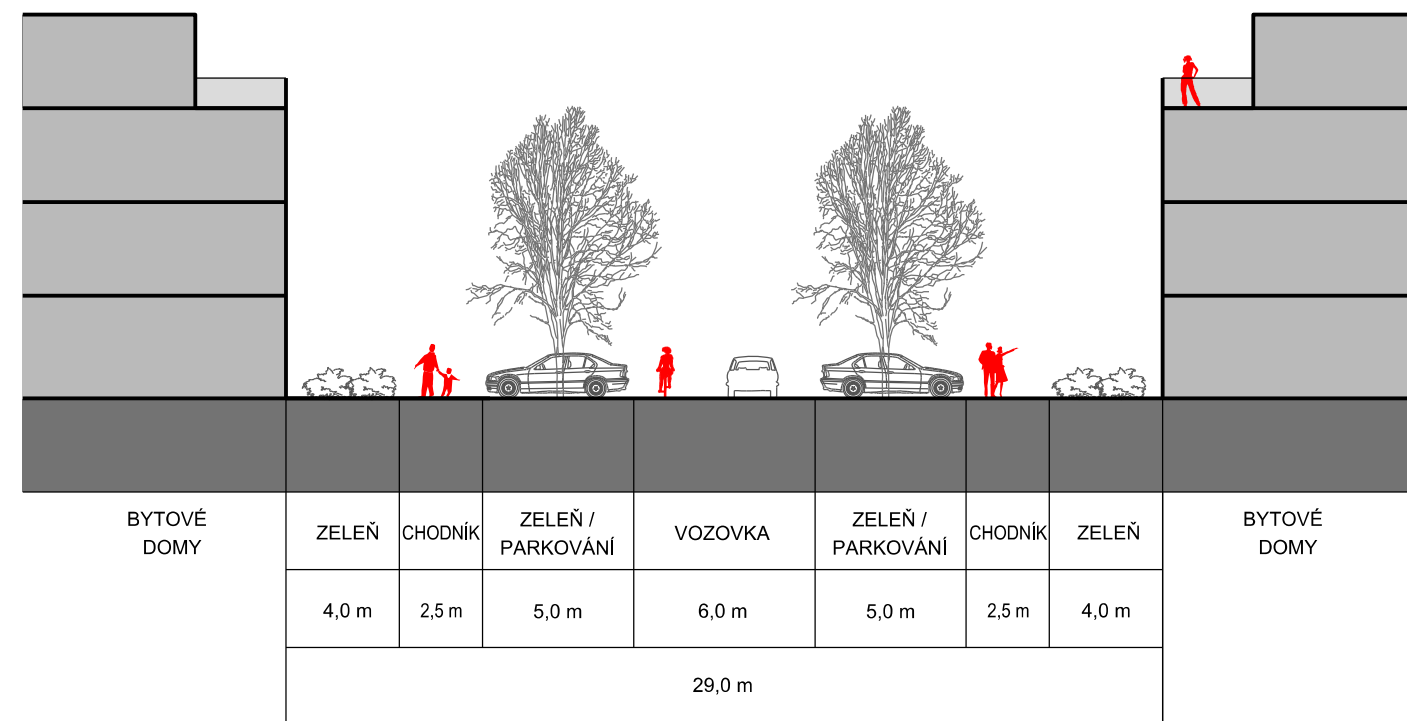 BYTOVÉ
DOMY
ZELEŇ
CHODNÍK
ZELEŇ /
PARKOVÁNÍ
VOZOVKA
ZELEŇ /
PARKOVÁNÍ
CHODNÍK
ZELEŇ
BYTOVÉ
DOMY
4,0 m
2,5 m
5,0 m
6,0 m
5,0 m
2,5 m
4,0 m
29,0 m